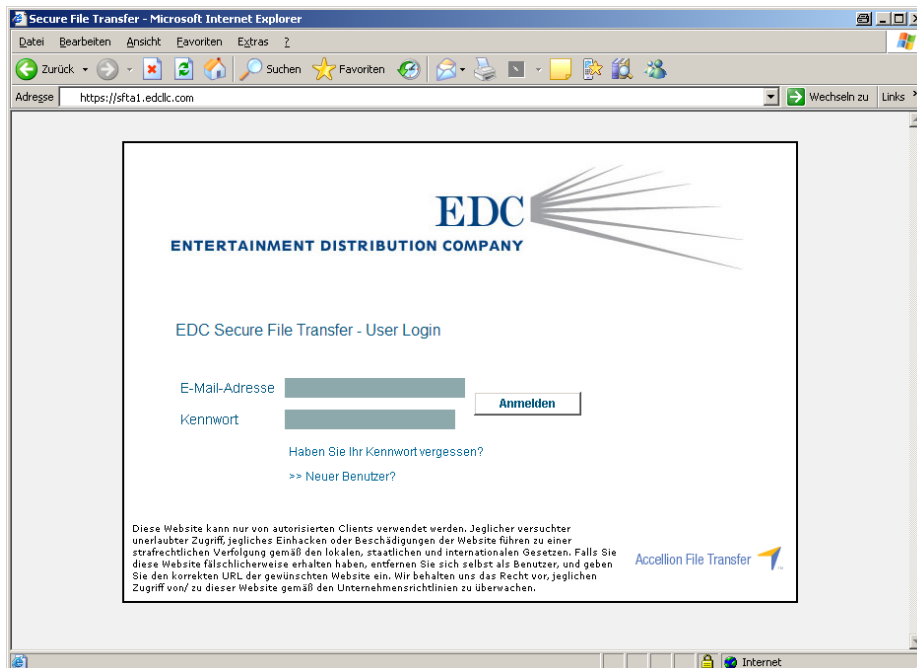 Secure File Transfer - Microsoft Internet Explorer
Datei Bearbeiten Ansicht Favoriten Extras ?
Zurück Suchen Favoriten
Adresse https://sfta1.edcllc.com Wechseln zu Links
EDC
ENTERTAINMENT DISTRIBUTION COMPANY
EDC Secure File Transfer - User Login
E-Mail-Adresse
Anmelden
Kennwort
Haben Sie Ihr Kennwort vergessen?
>> Neuer Benutzer?
Diese Website kann nur von autorisierten Clients verwendet werden. Jeglicher versuchter
unerlaubter Zugriff, jegliches Einhacken oder Beschädigungen der Website führen zu einer
strafrechtlichen Verfolgung gemäß den lokalen, staatlichen und internationalen Gesetzen. Falls Sie
diese Website fälschlicherweise erhalten haben, entfernen Sie sich selbst als Benutzer, und geben
Sie den korrekten URL der gewünschten Website ein. Wir behalten uns das Recht vor, jeglichen
Zugriff von/ zu dieser Website gemäß den Unternehmensrichtlinien zu überwachen.
Accellion File Transfer
Internet